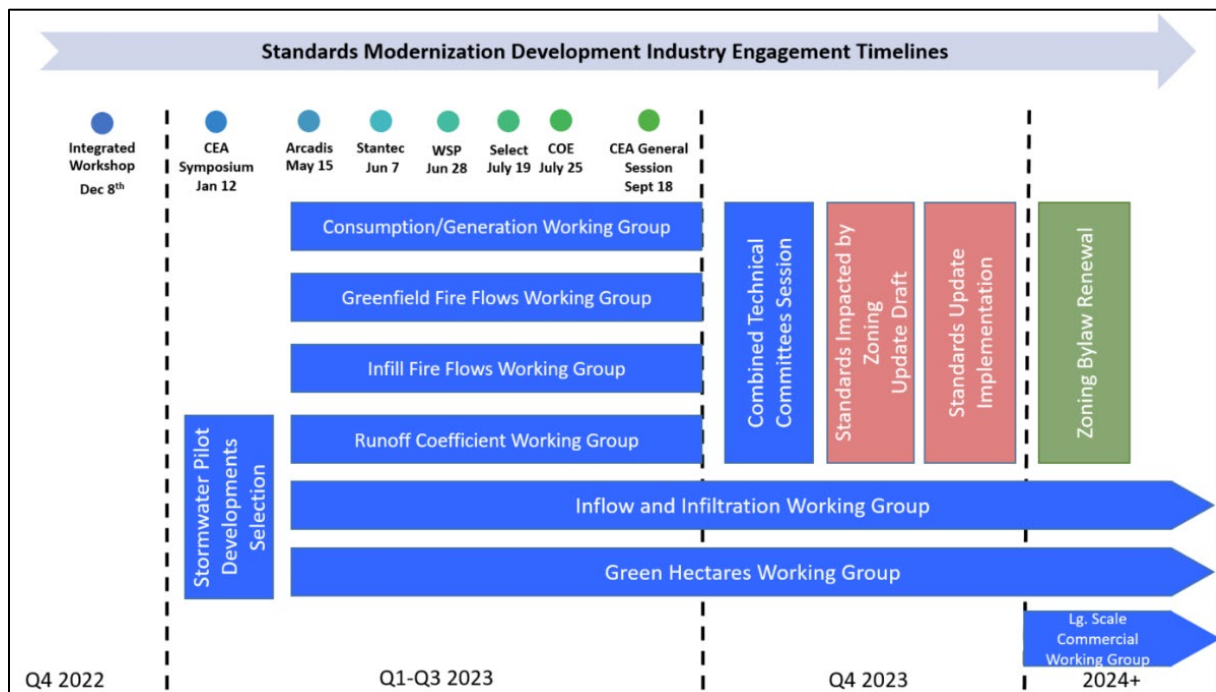 Standards Modernization Development Industry Engagement Timelines
Integrated
Workshop
Dec 8th
CEA
Symposium
Jan 12
Arcadis
May 15
Stantec
Jun 7
WSP
Jun 28
Select
July 19
COE
July 25
CEA General
Session
Sept 18
Consumption/Generation Working Group
Greenfield Fire Flows Working Group
Infill Fire Flows Working Group
Runoff Coefficient Working Group
Stormwater Pilot
Developments
Selection
Combined Technical
Committees Session
Standards Impacted by
Zoning
Update Draft
Standards Update
Implementation
Zoning Bylaw Renewal
Inflow and Infiltration Working Group
Green Hectares Working Group
Lg. Scale
Commercial
Working Group
Q4 2022
Q1-Q3 2023
Q4 2023
2024+